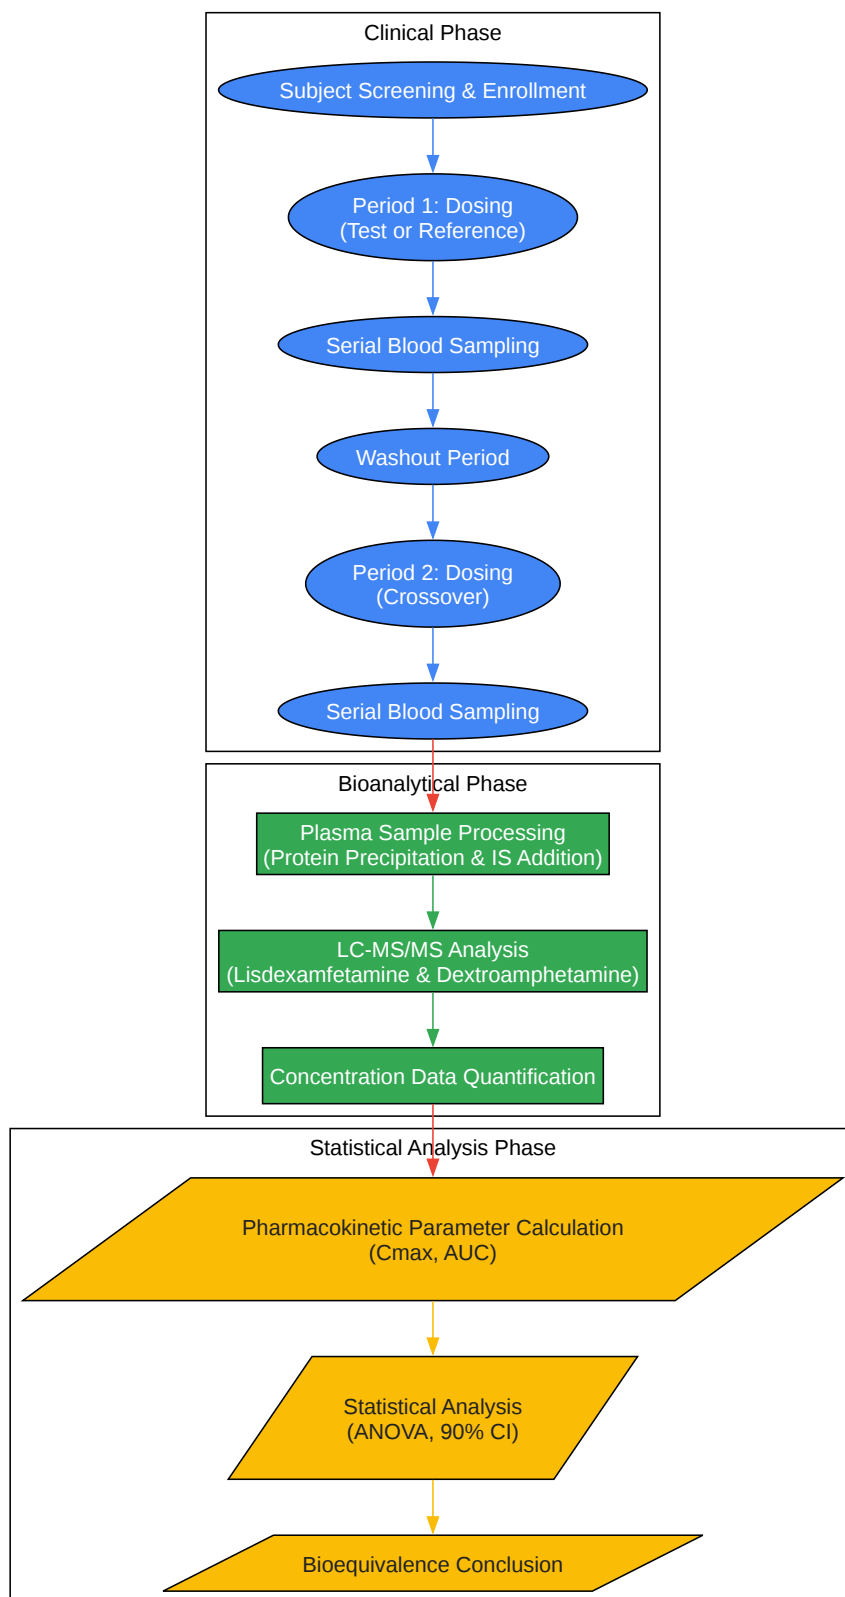 Clinical Phase
Subject Screening & Enrollment
Period 1: Dosing
(Test or Reference)
Serial Blood Sampling
Washout Period
Period 2: Dosing
(Crossover)
Serial Blood Sampling
Bioanalytical Phase
Plasma Sample Processing
(Protein Precipitation & IS Addition)
LC-MS/MS Analysis
(Lisdexamfetamine & Dextroamphetamine)
Concentration Data Quantification
Statistical Analysis Phase
Pharmacokinetic Parameter Calculation
(Cmax, AUC)
Statistical Analysis
(ANOVA, 90% CI)
Bioequivalence Conclusion